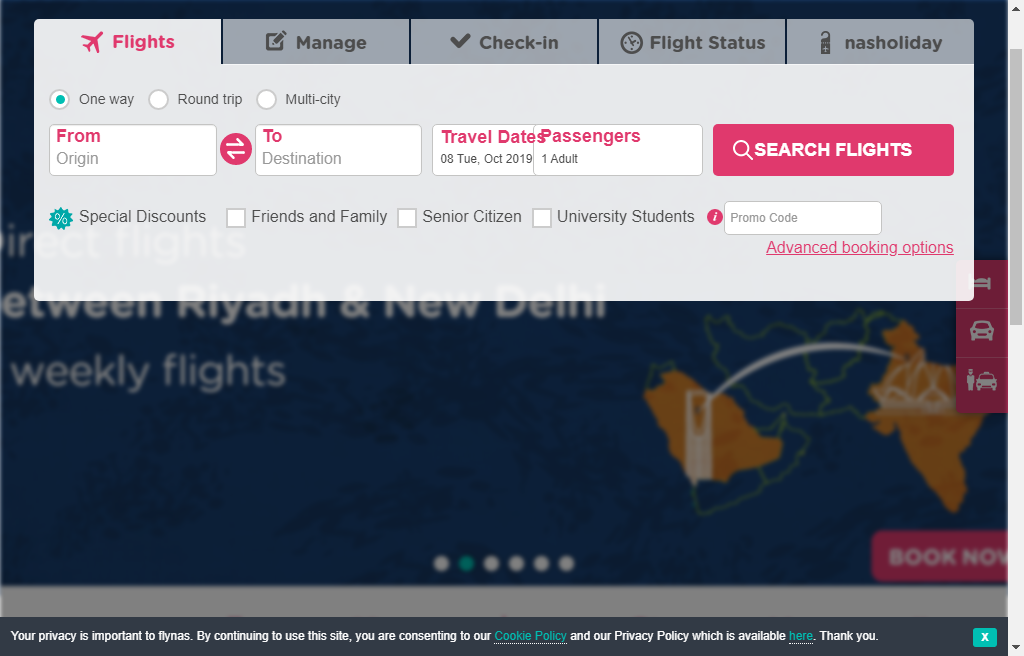 Flights
Manage
Check-in
Flight Status
nasholiday
One way
Round trip
Multi-city
From
Origin
To
Destination
Travel Dates
08 Tue, Oct 2019
Passengers
1 Adult
SEARCH FLIGHTS
Special Discounts
Friends and Family
Senior Citizen
University Students
i
Promo Code
Advanced booking options
Direct flights
between Riyadh & New Delhi
weekly flights
BOOK NOW
Your privacy is important to flynas. By continuing to use this site, you are consenting to our Cookie Policy and our Privacy Policy which is available here. Thank you.
X